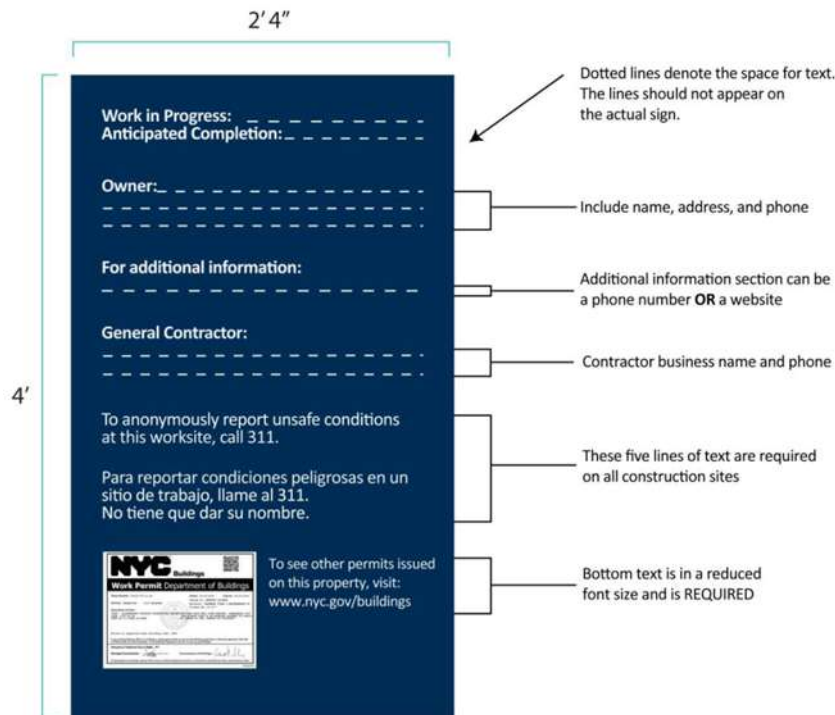 2' 4"
4'
Work in Progress:
Anticipated Completion:
Owner:
For additional information:
General Contractor:
To anonymously report unsafe conditions
at this worksite, call 311.
Para reportar condiciones peligrosas en un
sitio de trabajo, llame al 311.
No tiene que dar su nombre.
NYC Buildings
Work Permit Department of Buildings
To see other permits issued
on this property, visit:
www.nyc.gov/buildings
Dotted lines denote the space for text.
The lines should not appear on
the actual sign.
Include name, address, and phone
Additional information section can be
a phone number OR a website
Contractor business name and phone
These five lines of text are required
on all construction sites
Bottom text is in a reduced
font size and is REQUIRED